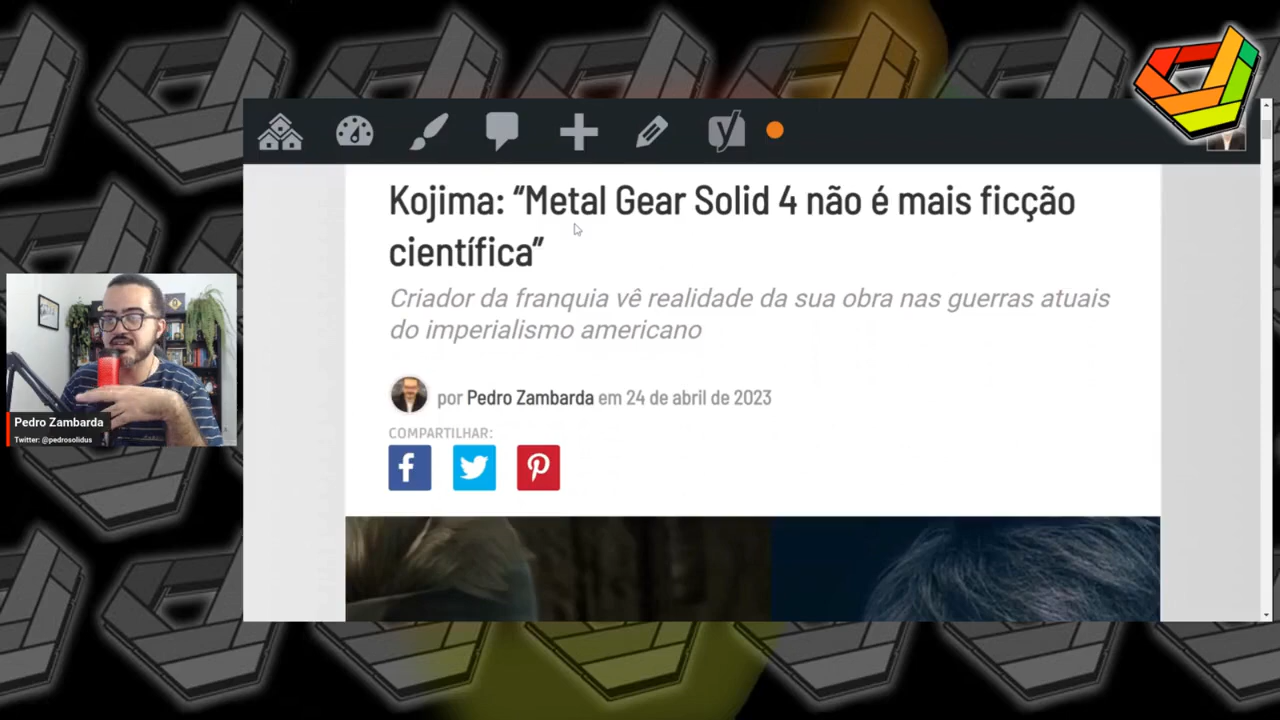 Kojima: “Metal Gear Solid 4 não é mais ficção
científica”
Criador da franquia vê realidade da sua obra nas guerras atuais
do imperialismo americano
por Pedro Zambarda em 24 de abril de 2023
COMPARTILHAR:
Pedro Zambarda
Twitter: @pedrosolidus